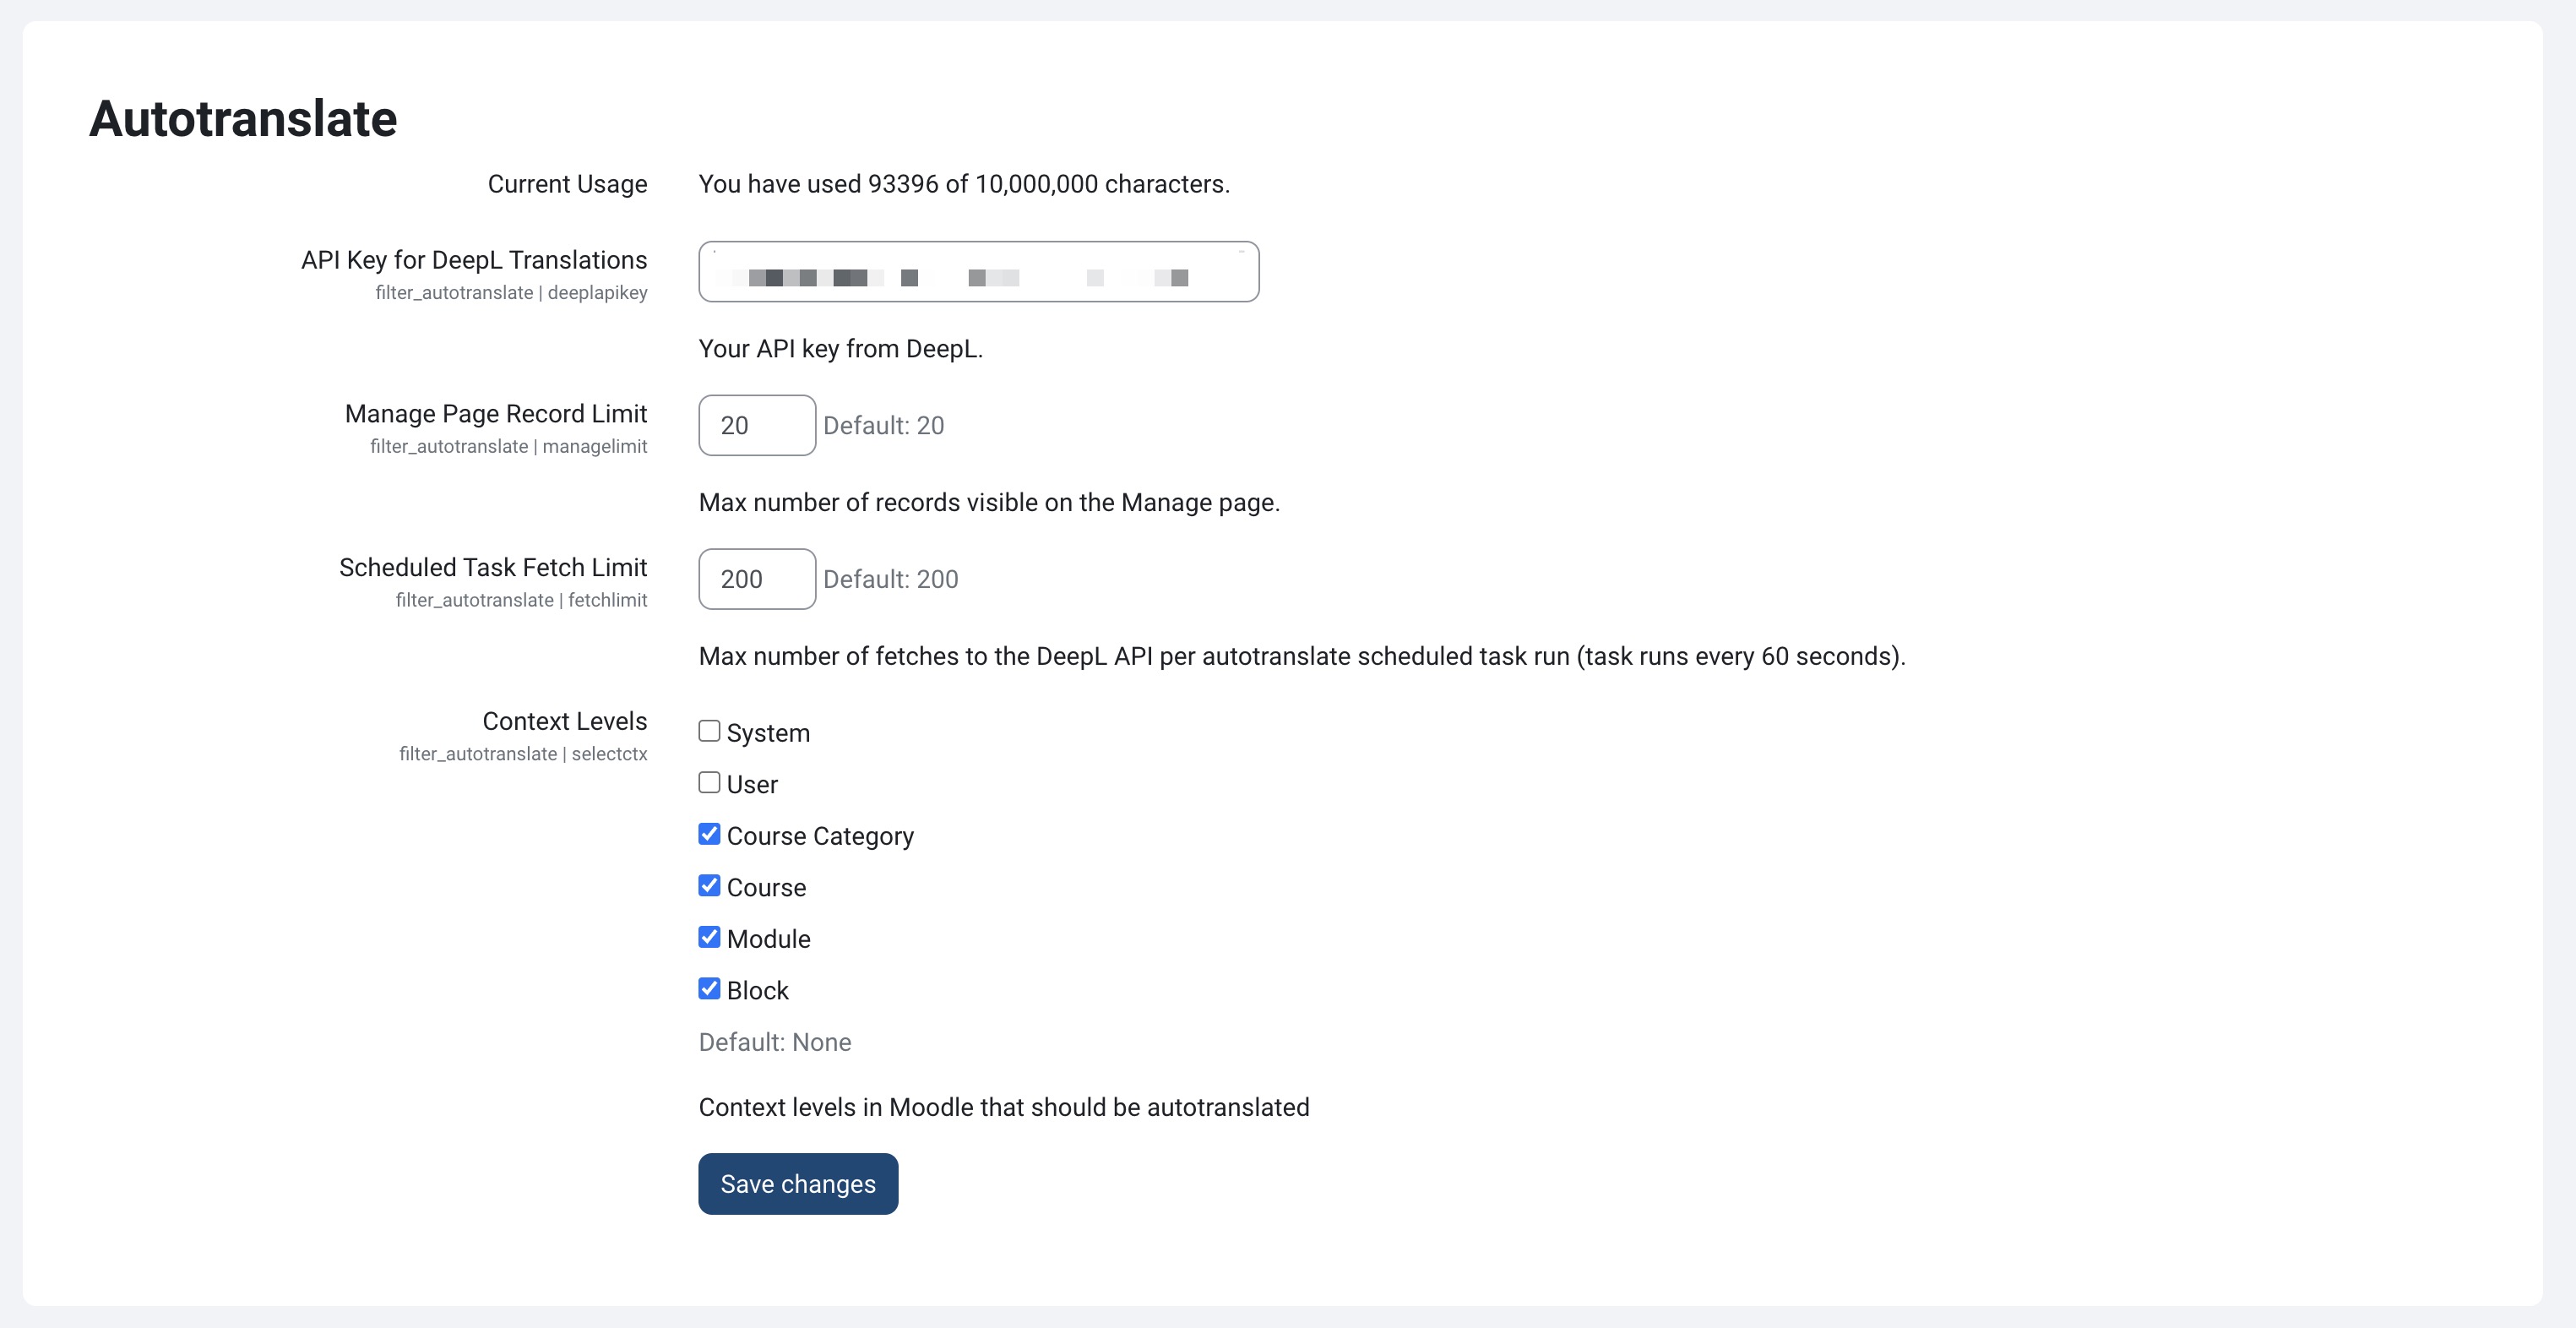 Autotranslate
Current Usage
You have used 93396 of 10,000,000 characters.
API Key for DeepL Translations
filter_autotranslate | deeplapikey
Your API key from DeepL.
Manage Page Record Limit
filter_autotranslate | managelimit
20 Default: 20
Max number of records visible on the Manage page.
Scheduled Task Fetch Limit
filter_autotranslate | fetchlimit
200 Default: 200
Max number of fetches to the DeepL API per autotranslate scheduled task run (task runs every 60 seconds).
Context Levels
filter_autotranslate | selectctx
System
User
Course Category
Course
Module
Block
Default: None
Context levels in Moodle that should be autotranslated
Save changes